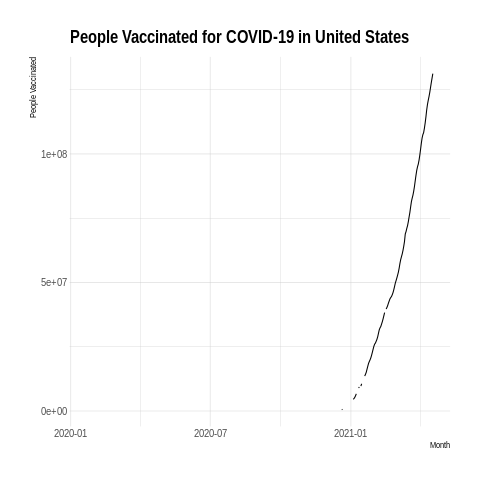 People Vaccinated for COVID-19 in United States
People Vaccinated
1e+08
5e+07
0e+00
2020-01 2020-07 2021-01
Month